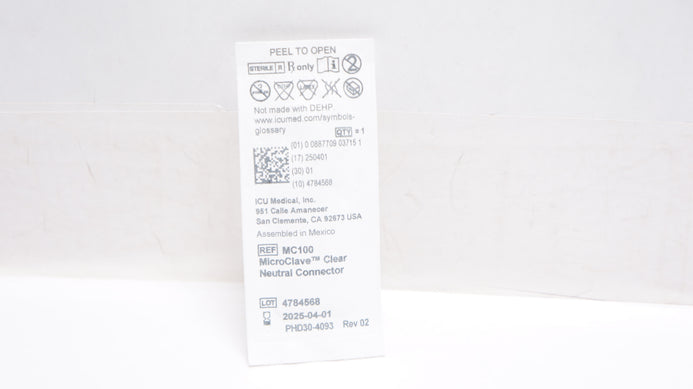 PEEL TO OPEN
STERILE R Rx only
Not made with DEHP.
www.icumed.com/symbols-
glossary
QTY = 1
(01) 0 0887709 03715 1
(17) 250401
(30) 01
(10) 4784568
ICU Medical, Inc.
951 Calle Amanecer
San Clemente, CA 92673 USA
Assembled in Mexico
REF MC100
MicroClave™ Clear
Neutral Connector
LOT 4784568
2025-04-01
PHD30-4093 Rev 02